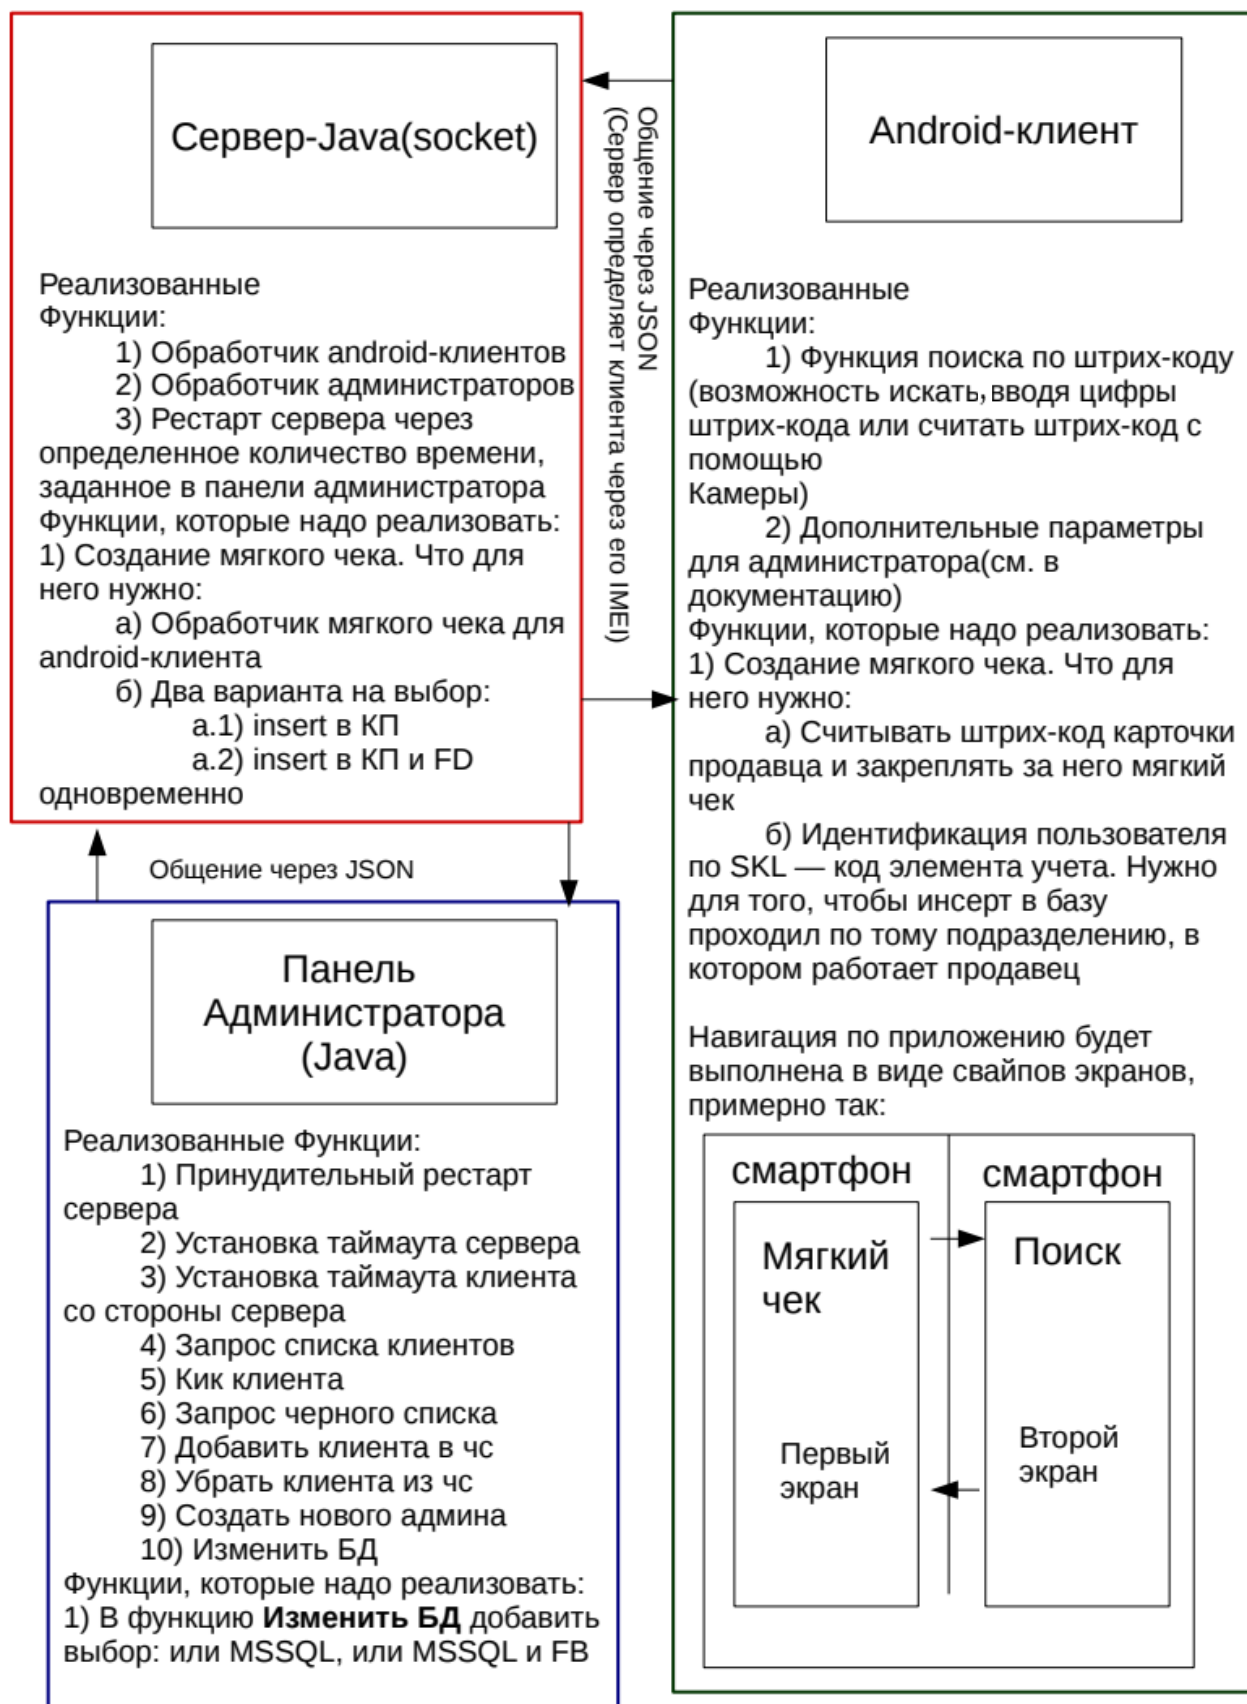 Сервер-Java(socket)
Реализованные
Функции:
1) Обработчик android-клиентов
2) Обработчик администраторов
3) Рестарт сервера через
определенное количество времени,
заданное в панели администратора
Функции, которые надо реализовать:
1) Создание мягкого чека. Что для
него нужно:
а) Обработчик мягкого чека для
android-клиента
б) Два варианта на выбор:
а.1) insert в КП
а.2) insert в КП и FD
одновременно
Общение через JSON
(Сервер определяет клиента через его IMEI)
Android-клиент
Реализованные
Функции:
1) Функция поиска по штрих-коду
(возможность искать,вводя цифры
штрих-кода или считать штрих-код с
помощью
Камеры)
2) Дополнительные параметры
для администратора(см. в
документацию)
Функции, которые надо реализовать:
1) Создание мягкого чека. Что для
него нужно:
а) Считывать штрих-код карточки
продавца и закреплять за него мягкий
чек
б) Идентификация пользователя
по SKL — код элемента учета. Нужно
для того, чтобы инсерт в базу
проходил по тому подразделению, в
котором работает продавец
Навигация по приложению будет
выполнена в виде свайпов экранов,
примерно так:
смартфон
Мягкий
чек
Первый
экран
смартфон
Поиск
Второй
экран
Общение через JSON
Панель
Администратора
(Java)
Реализованные Функции:
1) Принудительный рестарт
сервера
2) Установка таймаута сервера
3) Установка таймаута клиента
со стороны сервера
4) Запрос списка клиентов
5) Кик клиента
6) Запрос черного списка
7) Добавить клиента в чс
8) Убрать клиента из чс
9) Создать нового админа
10) Изменить БД
Функции, которые надо реализовать:
1) В функцию Изменить БД добавить
выбор: или MSSQL, или MSSQL и FB